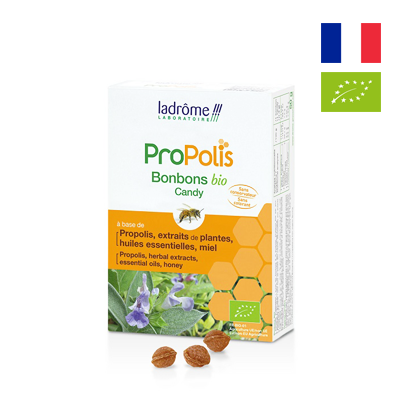 ladrôme
LABORATOIRE
ProPolis
Bonbons bio
Candy
Sans
conservateur
Sans
colorant
à base de
Propolis, extraits de plantes,
huiles essentielles, miel
Propolis, herbal extracts,
essential oils, honey